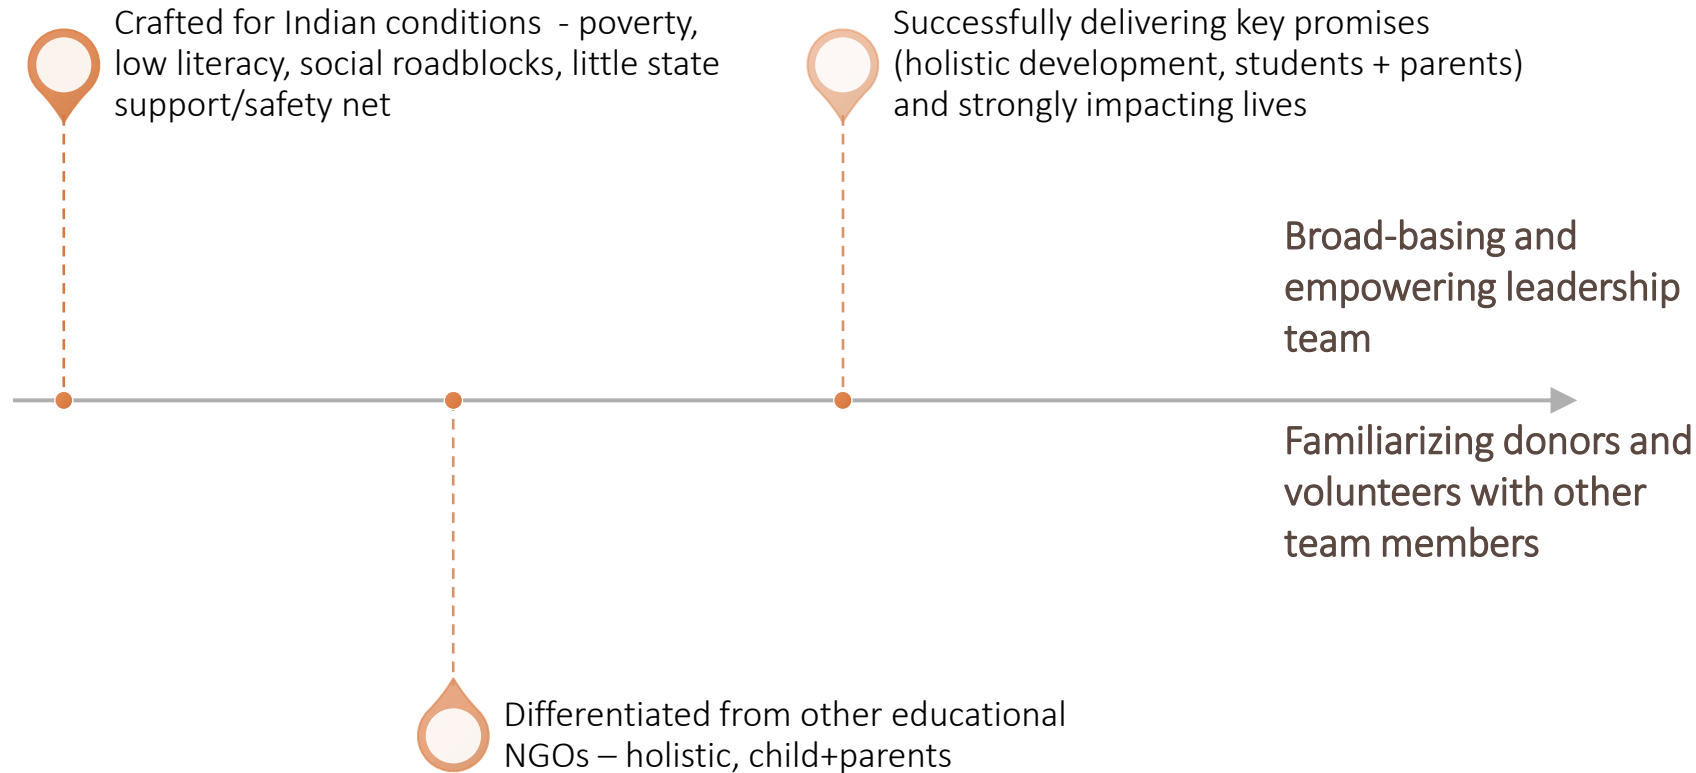 Crafted for Indian conditions  - poverty,
low literacy, social roadblocks, little state
support/safety net
Successfully delivering key promises
(holistic development, students + parents)
and strongly impacting lives
Broad-basing and
empowering leadership
team
Familiarizing donors and
volunteers with other
team members
Differentiated from other educational
NGOs – holistic, child+parents